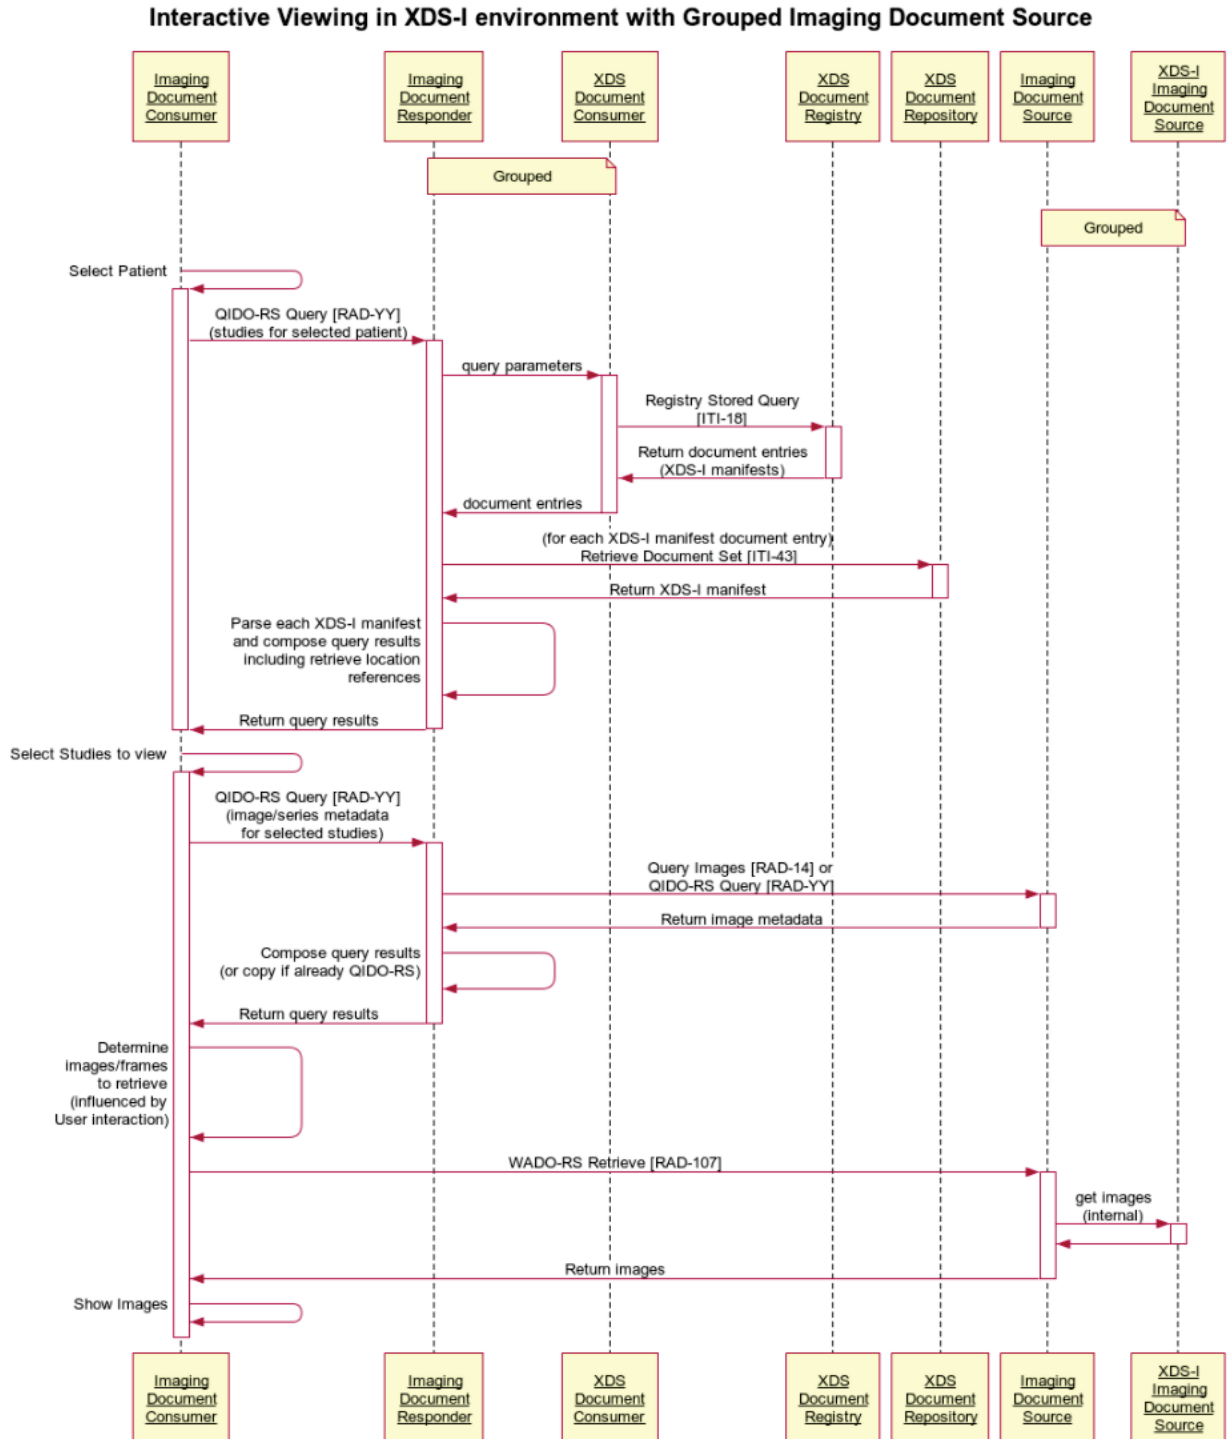 Interactive Viewing in XDS-I environment with Grouped Imaging Document Source
Imaging
Document
Consumer
Imaging
Document
Responder
XDS
Document
Consumer
XDS
Document
Registry
XDS
Document
Repository
Imaging
Document
Source
XDS-I
Imaging
Document
Source
Grouped
Grouped
Select Patient
QIDO-RS Query [RAD-YY]
(studies for selected patient)
query parameters
Registry Stored Query
[ITI-18]
Return document entries
(XDS-I manifests)
document entries
(for each XDS-I manifest document entry)
Retrieve Document Set [ITI-43]
Return XDS-I manifest
Parse each XDS-I manifest
and compose query results
including retrieve location
references
Return query results
Select Studies to view
QIDO-RS Query [RAD-YY]
(image/series metadata
for selected studies)
Query Images [RAD-14] or
QIDO-RS Query [RAD-YY]
Return image metadata
Compose query results
(or copy if already QIDO-RS)
Return query results
Determine
images/frames
to retrieve
(influenced by
User interaction)
WADO-RS Retrieve [RAD-107]
get images
(internal)
Return images
Show Images
Imaging
Document
Consumer
Imaging
Document
Responder
XDS
Document
Consumer
XDS
Document
Registry
XDS
Document
Repository
Imaging
Document
Source
XDS-I
Imaging
Document
Source